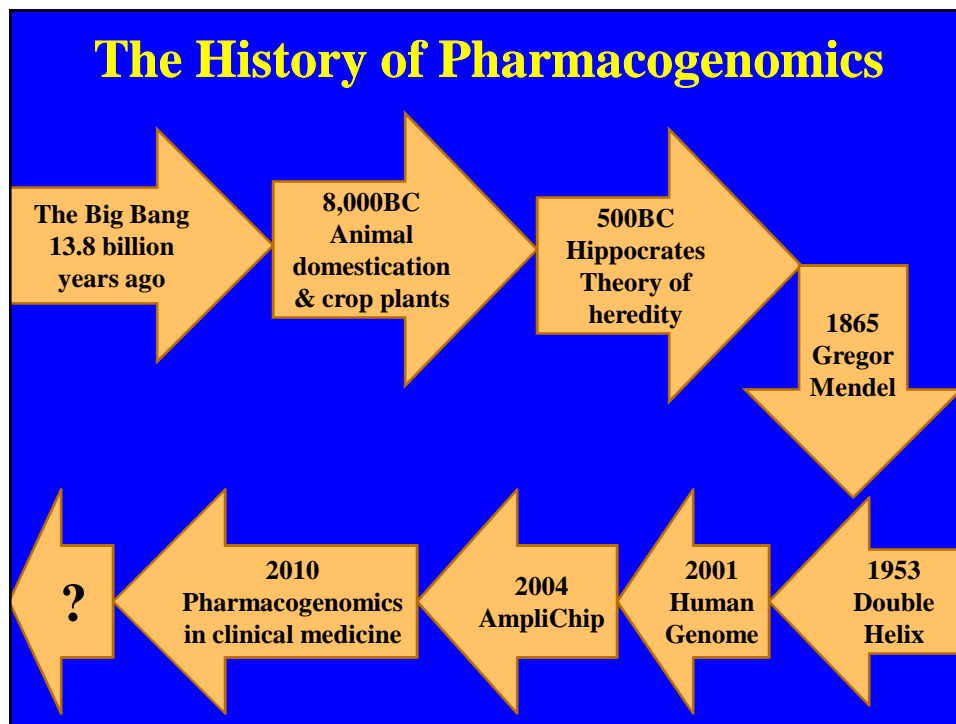 The History of Pharmacogenomics
The Big Bang
13.8 billion
years ago
8,000BC
Animal
domestication
& crop plants
500BC
Hippocrates
Theory of
heredity
1865
Gregor
Mendel
1953
Double
Helix
2001
Human
Genome
2004
AmpliChip
2010
Pharmacogenomics
in clinical medicine
?